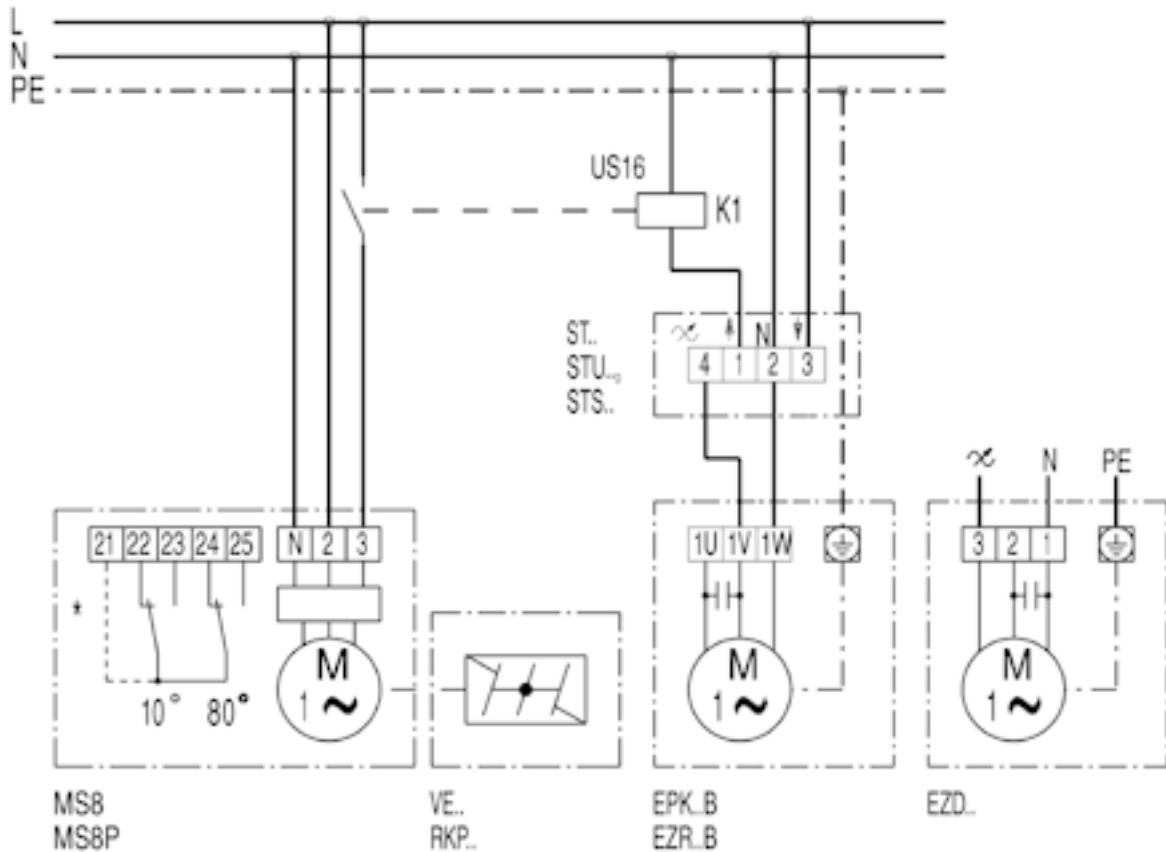 L
N
PE
US16
K1
ST..
STU..
STS..
N
4 1 2 3
N PE
21 22 23 24 25
N 2 3
1U 1V 1W
3 2 1
*
M
1 ~
10° 80°
M
1 ~
M
1 ~
MS8
MS8P
VE..
RKP..
EPK..B
EZR..B
EZD..